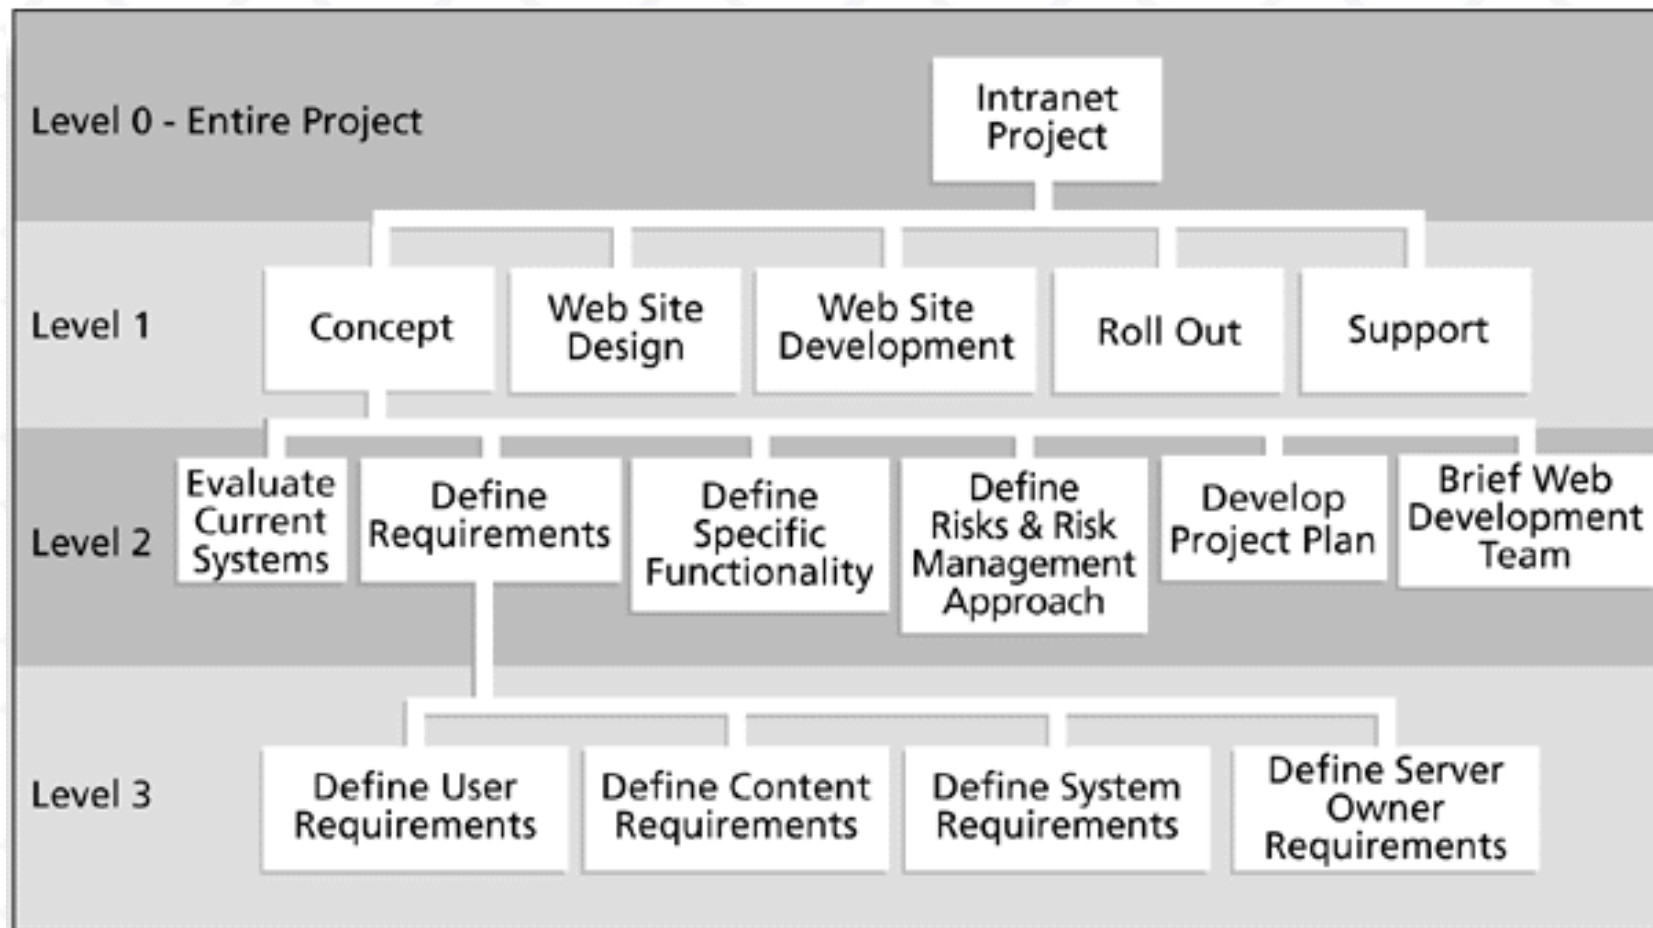 Level 0 - Entire Project
Intranet
Project
Level 1
Concept
Web Site
Design
Web Site
Development
Roll Out
Support
Level 2
Evaluate
Current
Systems
Define
Requirements
Define
Specific
Functionality
Define
Risks & Risk
Management
Approach
Develop
Project Plan
Brief Web
Development
Team
Level 3
Define User
Requirements
Define Content
Requirements
Define System
Requirements
Define Server
Owner
Requirements